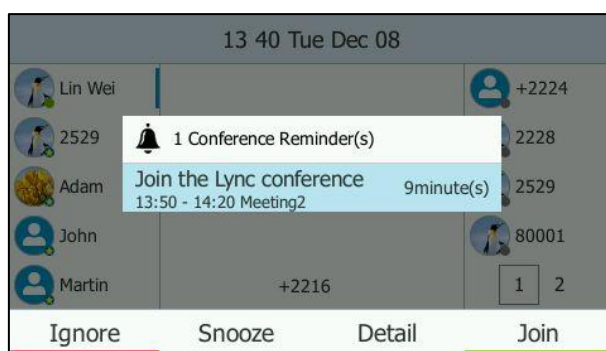 13 40 Tue Dec 08
Lin Wei
+2224
2529
1 Conference Reminder(s)
2228
Adam
Join the Lync conference
9minute(s)
2529
13:50 - 14:20 Meeting2
John
80001
Martin
+2216
1 2
Ignore Snooze Detail Join